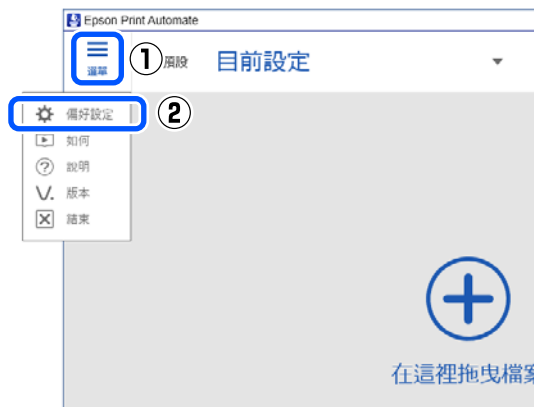 Epson Print Automate
選單
① 預設 目前設定
偏好設定 ②
如何
說明
版本
結束
在這裡拖曳檔案